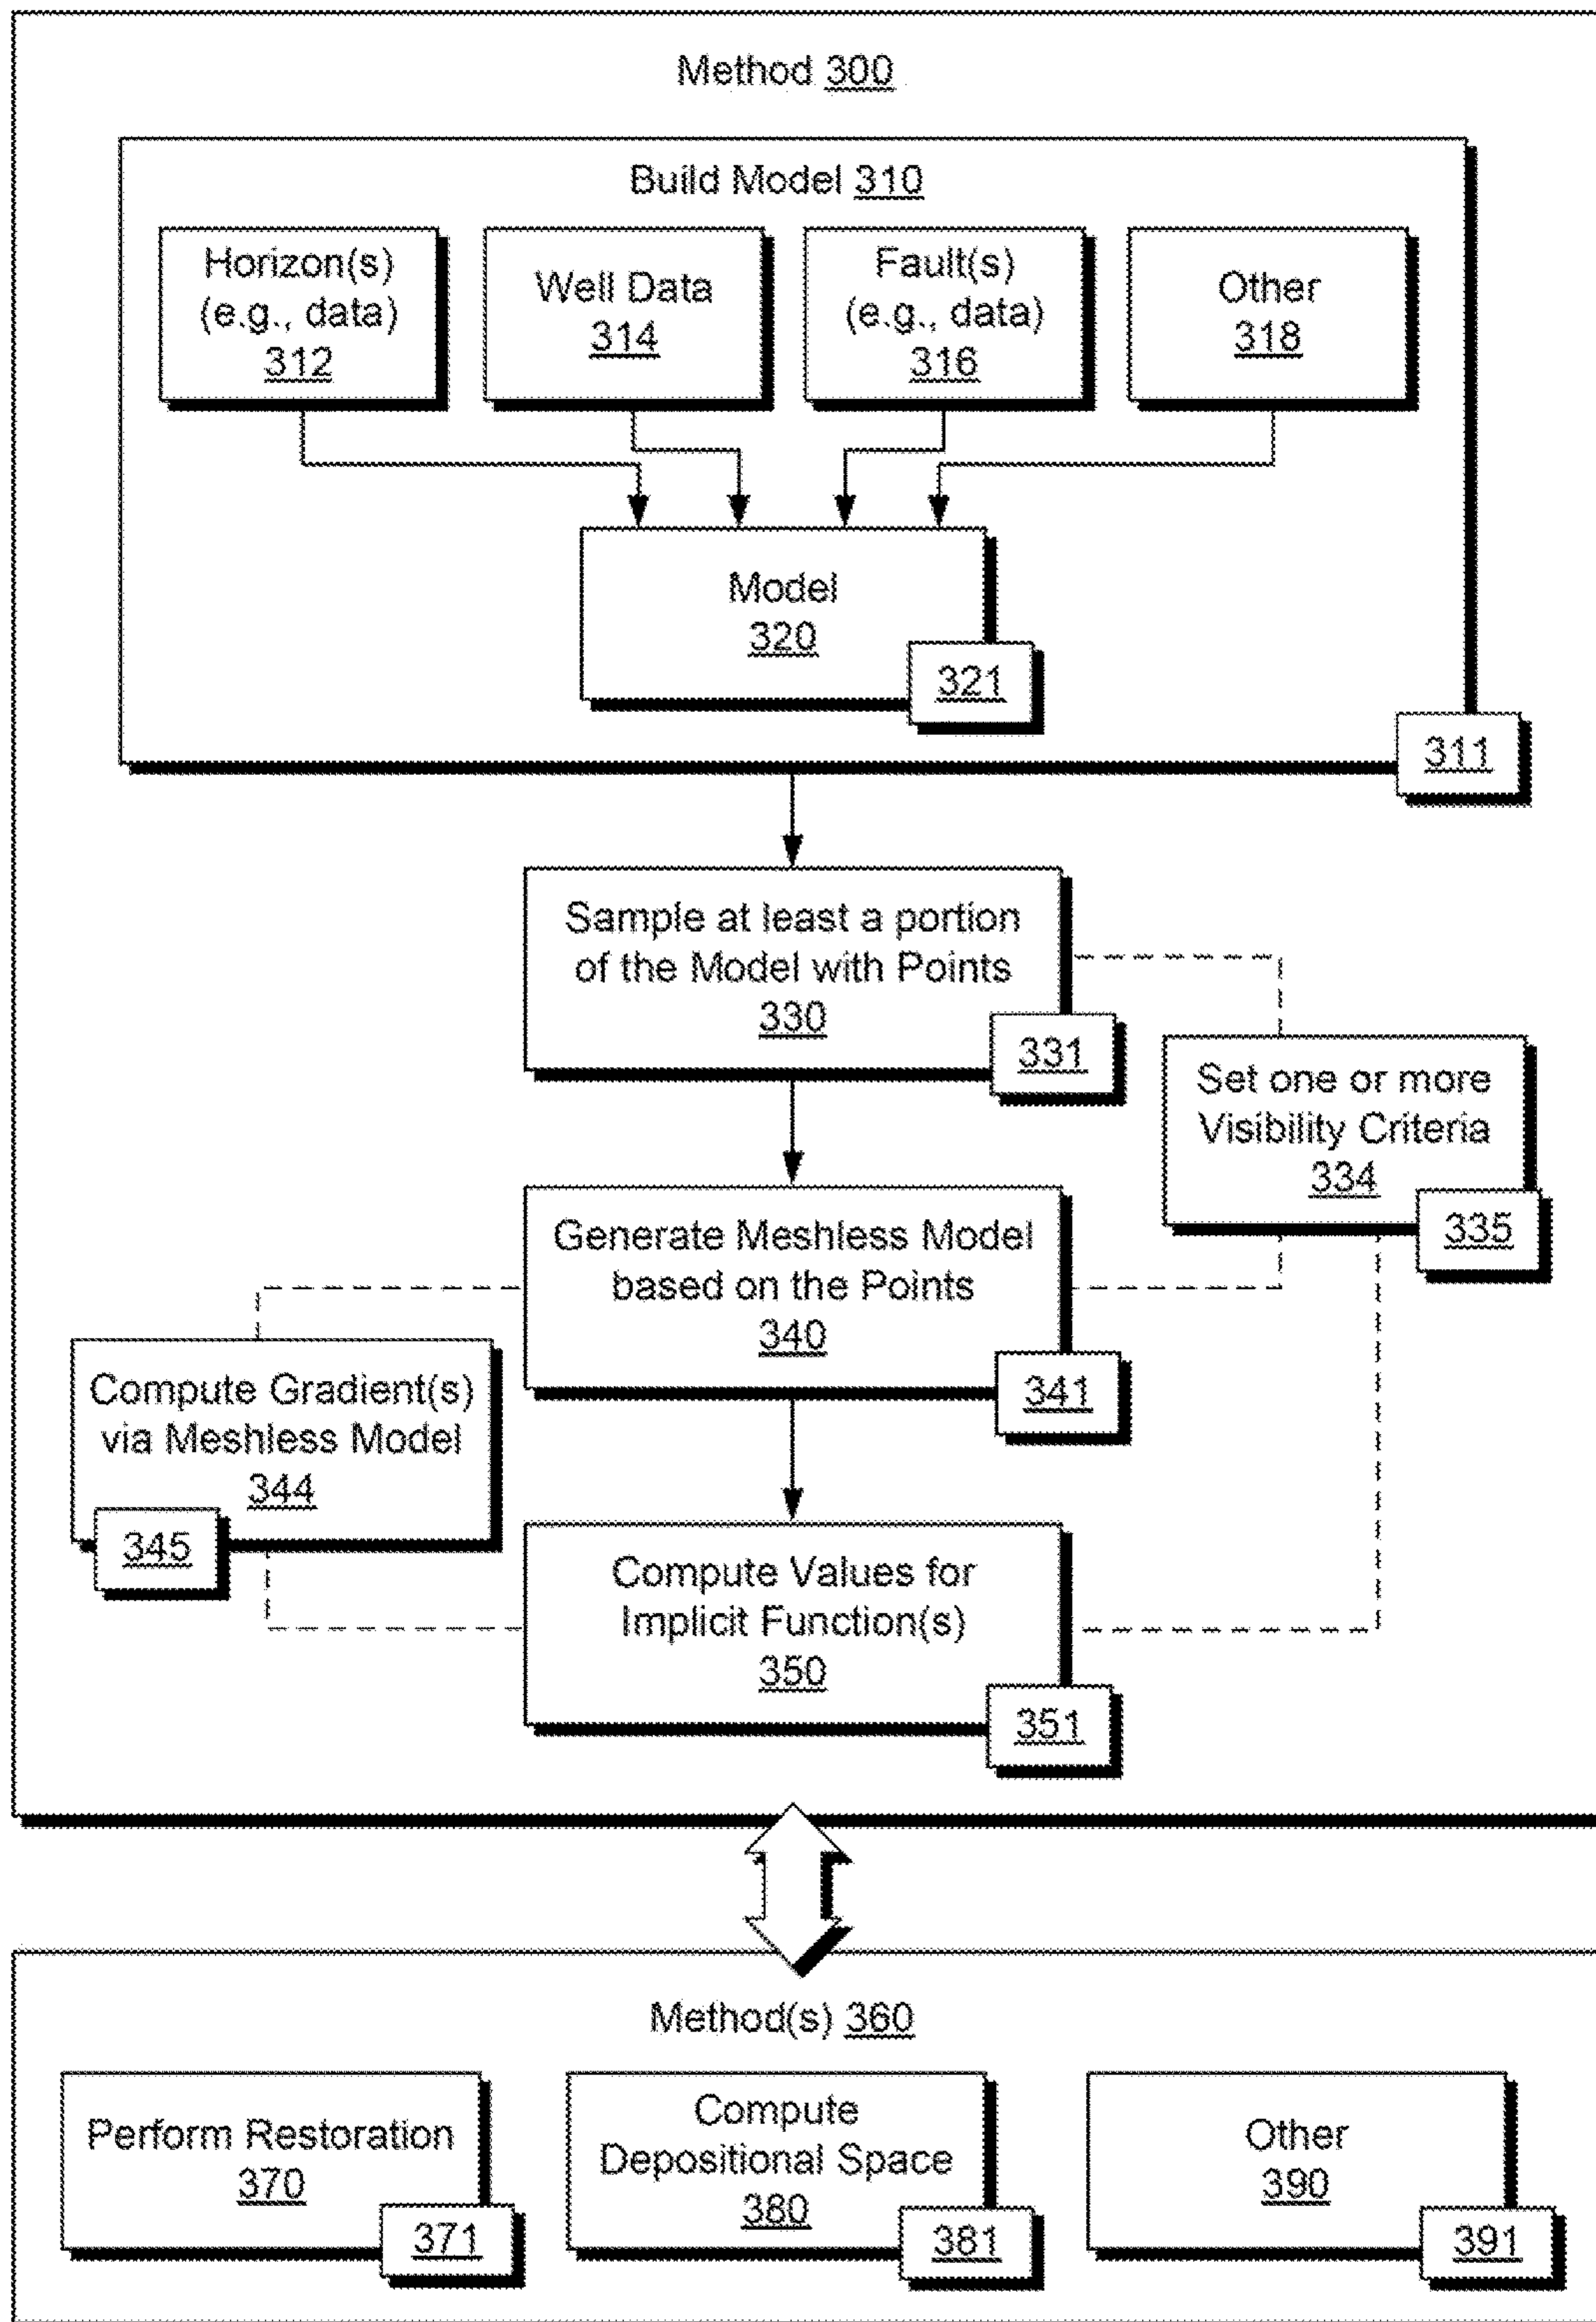 Method 300
Build Model 310
Horizon(s)
(e.g., data)
312
Well Data
314
Fault(s)
(e.g., data)
316
Other
318
Model
320
321
311
Sample at least a portion
of the Model with Points
330
331
Set one or more
Visibility Criteria
334
335
Generate Meshless Model
based on the Points
340
341
Compute Gradient(s)
via Meshless Model
344
345
Compute Values for
Implicit Function(s)
350
351
Method(s) 360
Perform Restoration
370
371
Compute
Depositional Space
380
381
Other
390
391